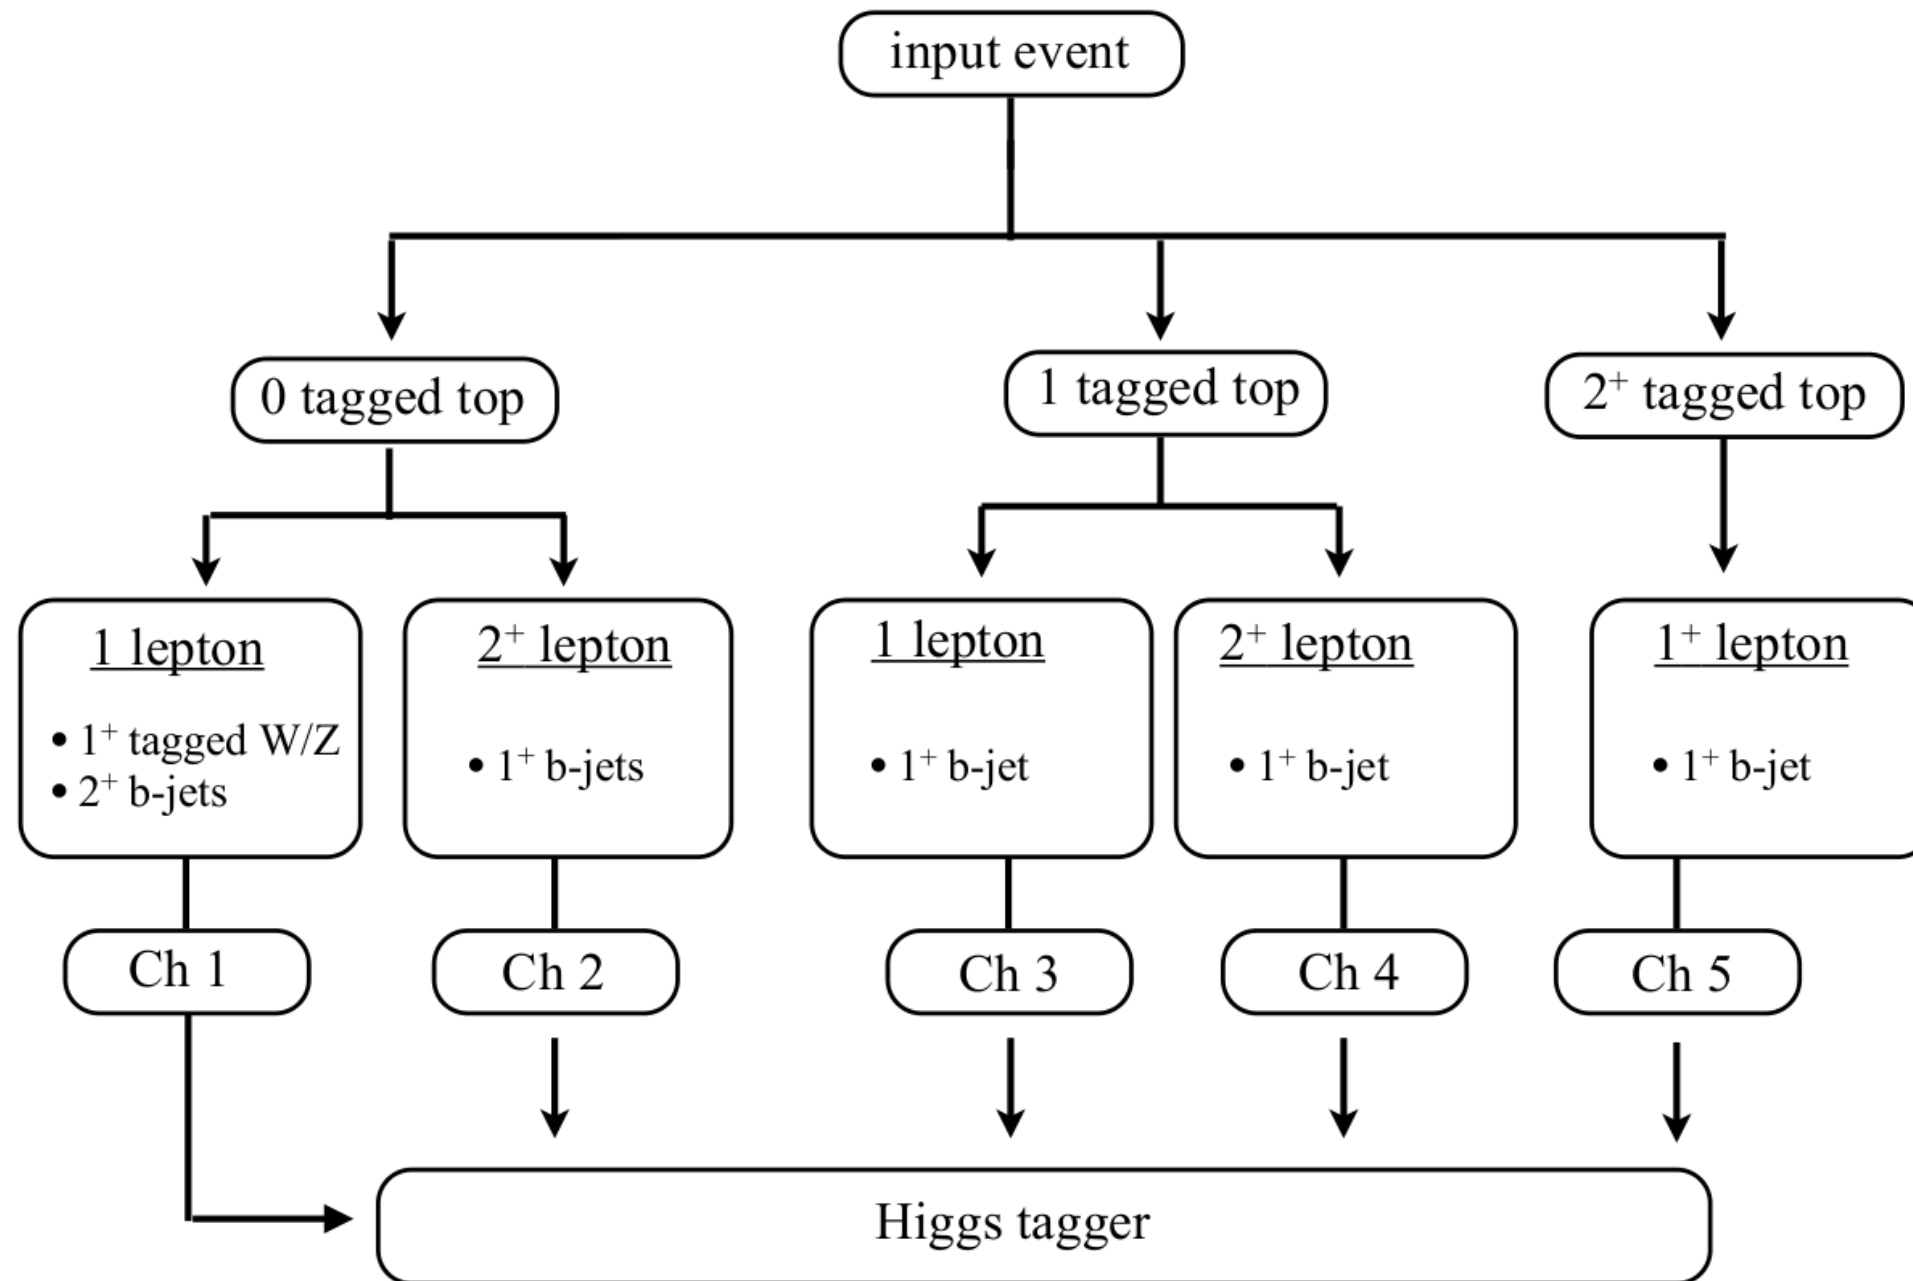 input event
0 tagged top
1 tagged top
2⁺ tagged top
1 lepton
• 1⁺ tagged W/Z
• 2⁺ b-jets
2⁺ lepton
• 1⁺ b-jets
1 lepton
• 1⁺ b-jet
2⁺ lepton
• 1⁺ b-jet
1⁺ lepton
• 1⁺ b-jet
Ch 1
Ch 2
Ch 3
Ch 4
Ch 5
Higgs tagger